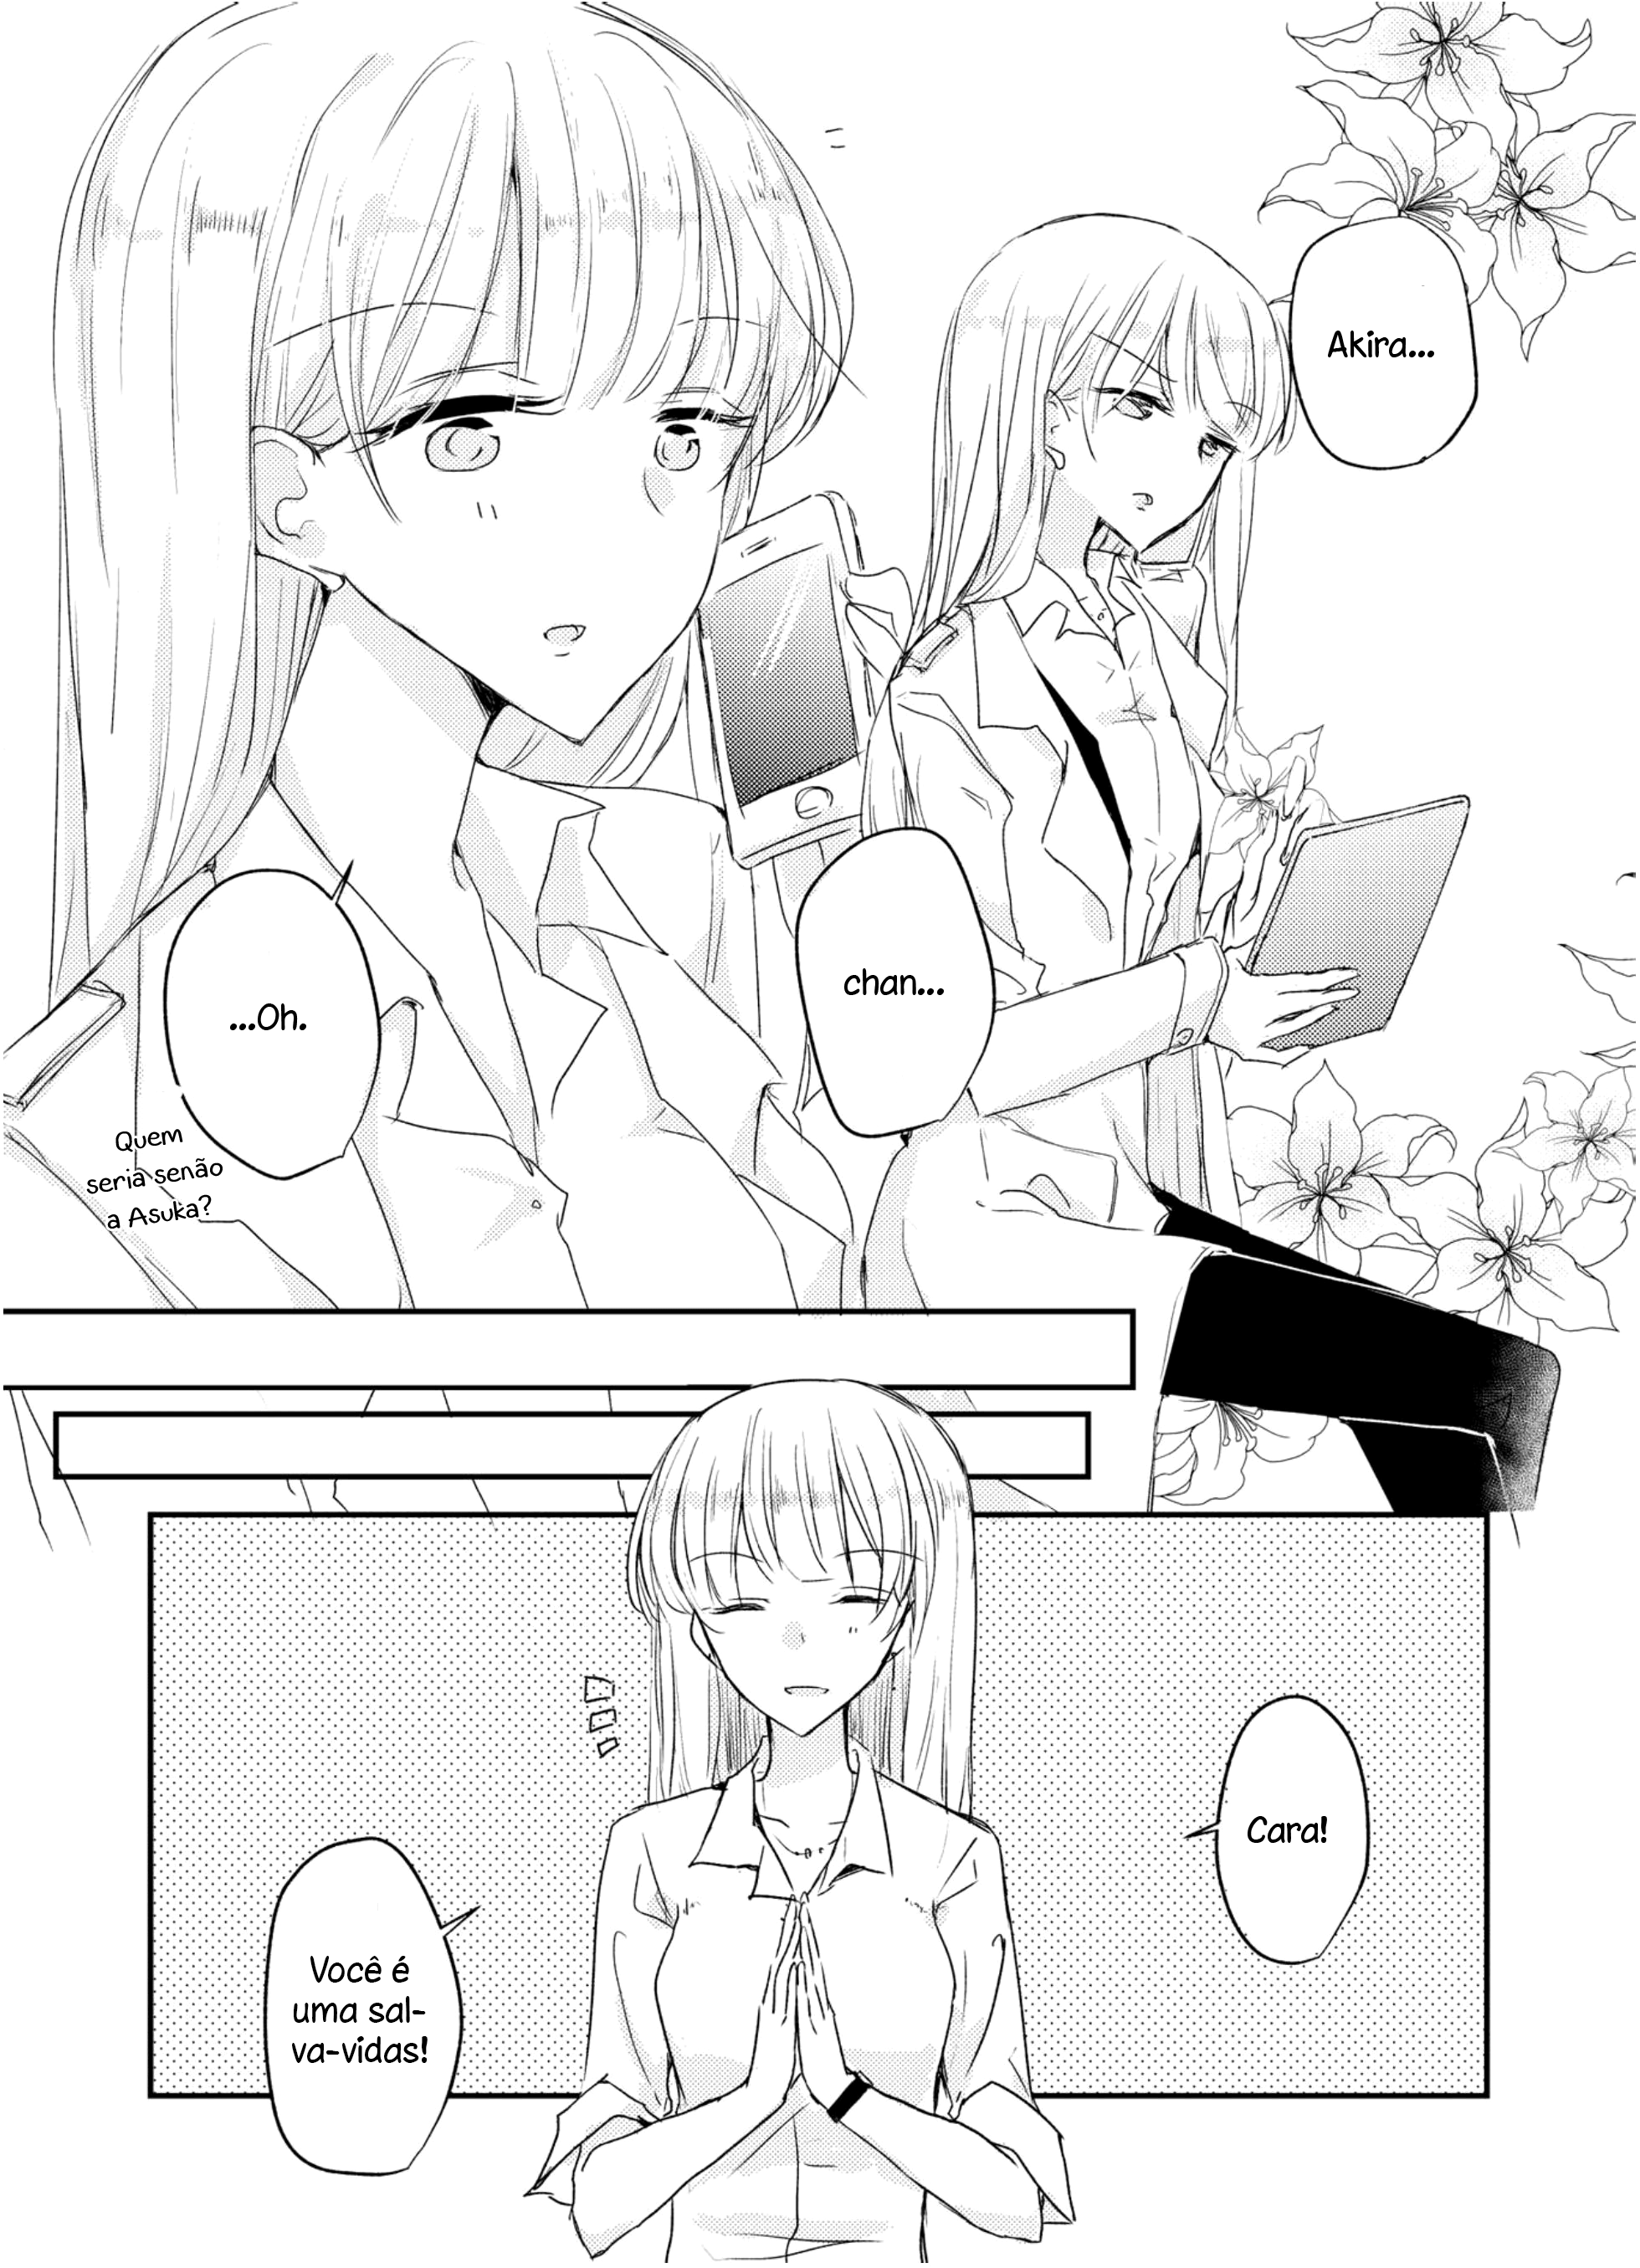 Akira...
chan...
...Oh.
Quem
seria senão
a Asuka?
Cara!
Você é
uma sal-
va-vidas!